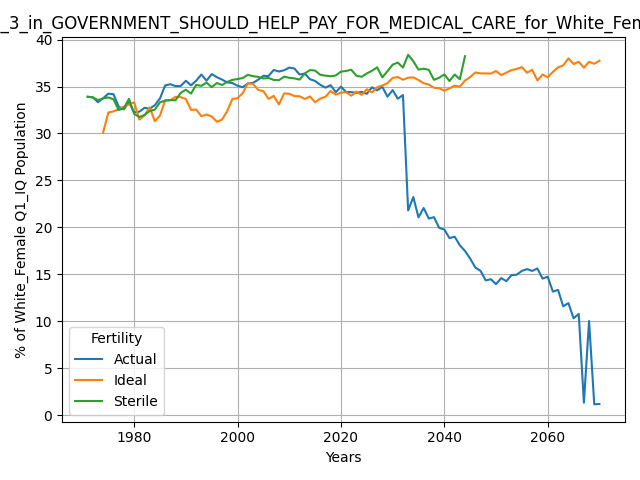 _3_in_GOVERNMENT_SHOULD_HELP_PAY_FOR_MEDICAL_CARE_for_White_Fem
40
35
30
25
20
15
10
5
0
% of White_Female Q1_IQ Population
Fertility
Actual
Ideal
Sterile
1980
2000
2020
2040
2060
Years